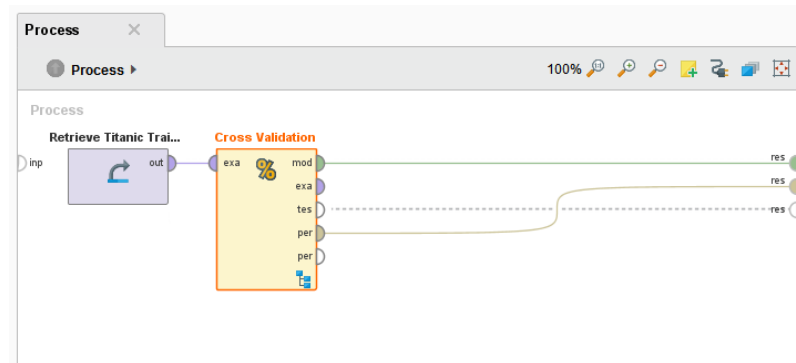 Process
Process
100%
Process
Retrieve Titanic Trai...
Cross Validation
inp
out
exa
mod
exa
tes
per
per
res
res
res